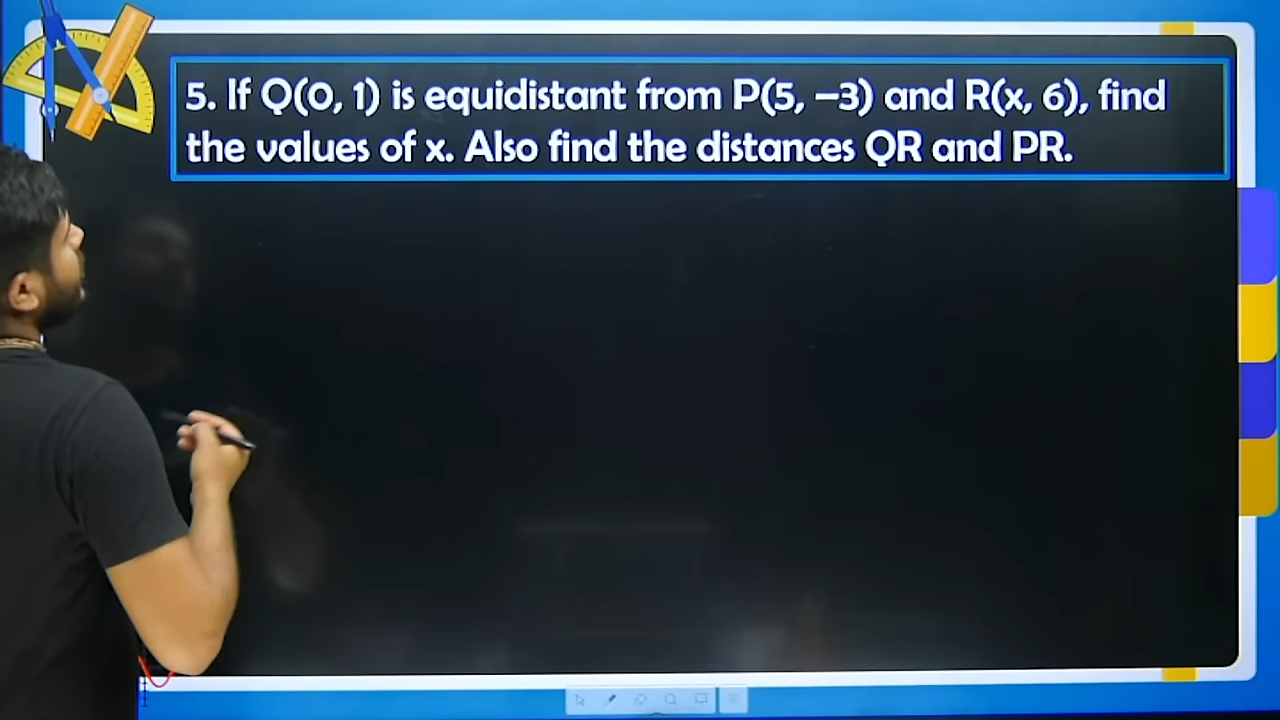 5. If Q(0, 1) is equidistant from P(5, –3) and R(x, 6), find
the values of x. Also find the distances QR and PR.